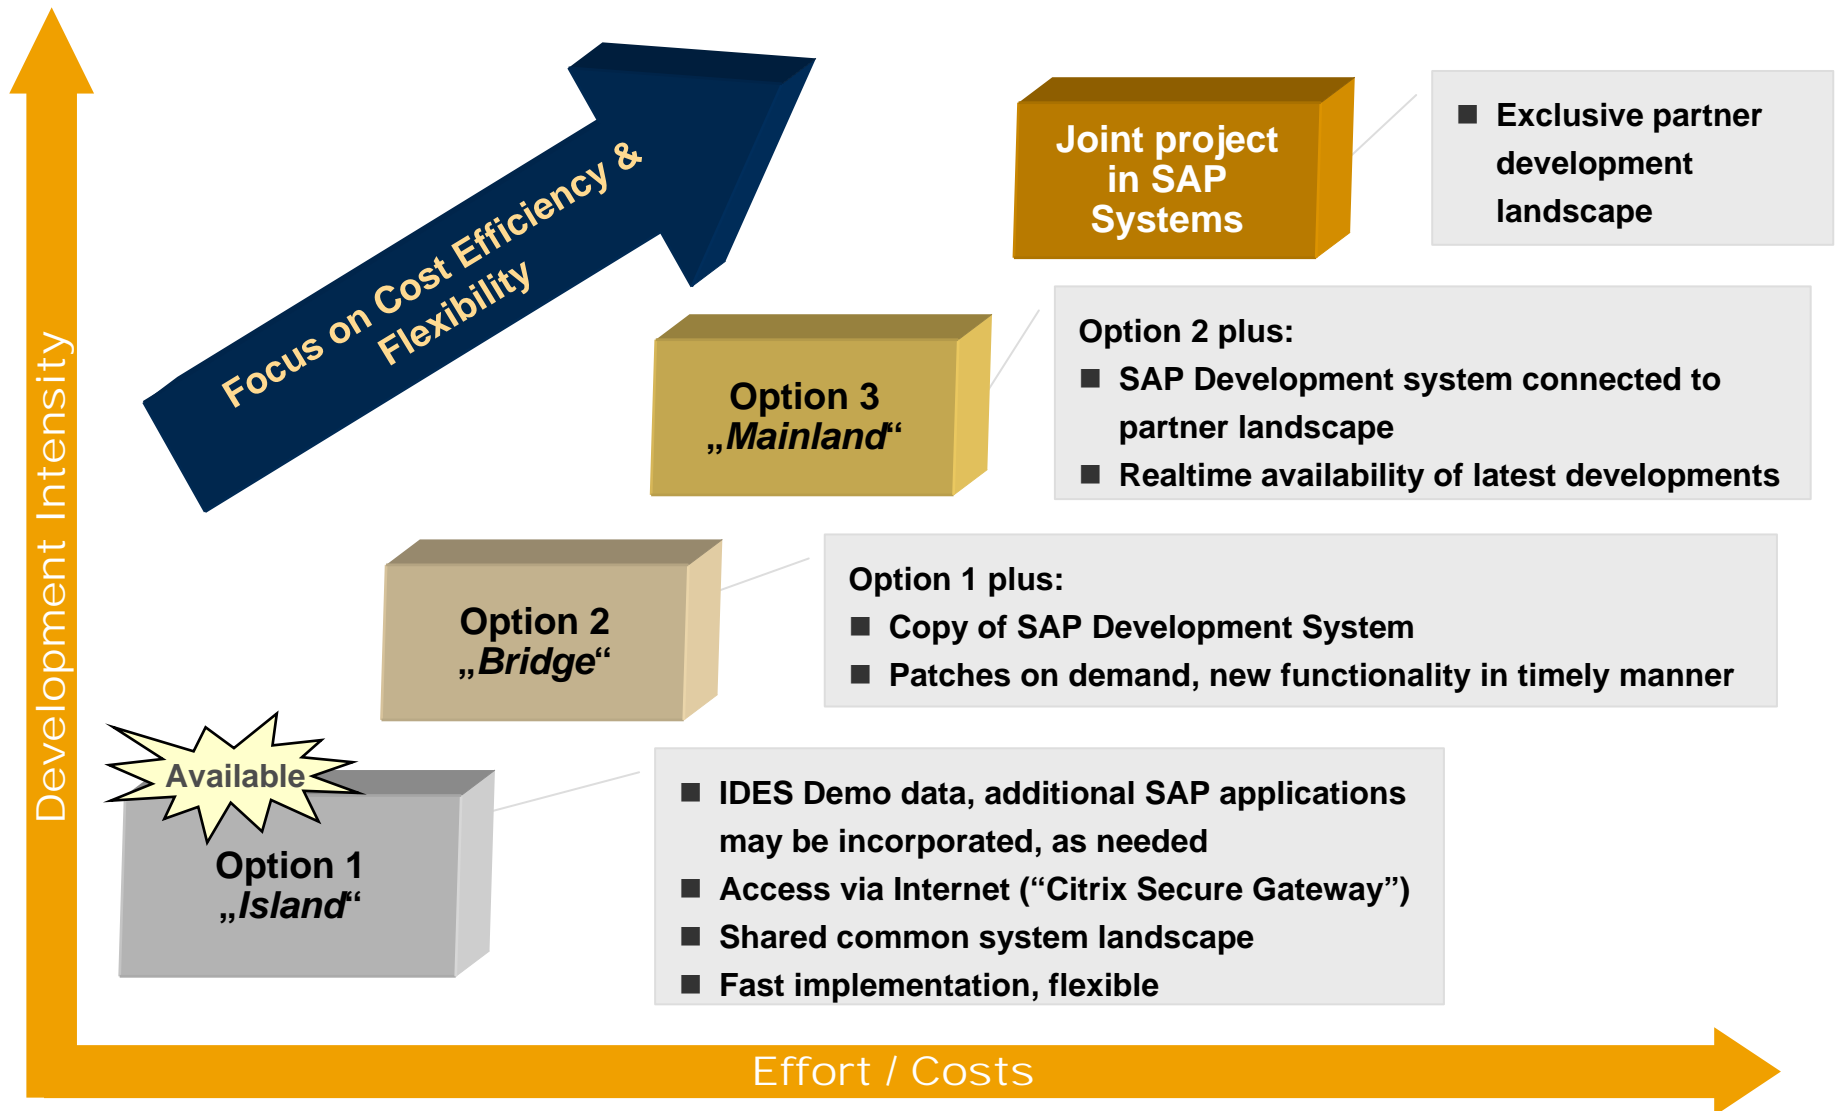 Development Intensity
Focus on Cost Efficiency &
Flexibility
Joint project
in SAP
Systems
■ Exclusive partner
development
landscape
Option 3
„Mainland“
Option 2 plus:
■ SAP Development system connected to
partner landscape
■ Realtime availability of latest developments
Option 2
„Bridge“
Option 1 plus:
■ Copy of SAP Development System
■ Patches on demand, new functionality in timely manner
Available
Option 1
„Island“
■ IDES Demo data, additional SAP applications
may be incorporated, as needed
■ Access via Internet (“Citrix Secure Gateway”)
■ Shared common system landscape
■ Fast implementation, flexible
Effort / Costs